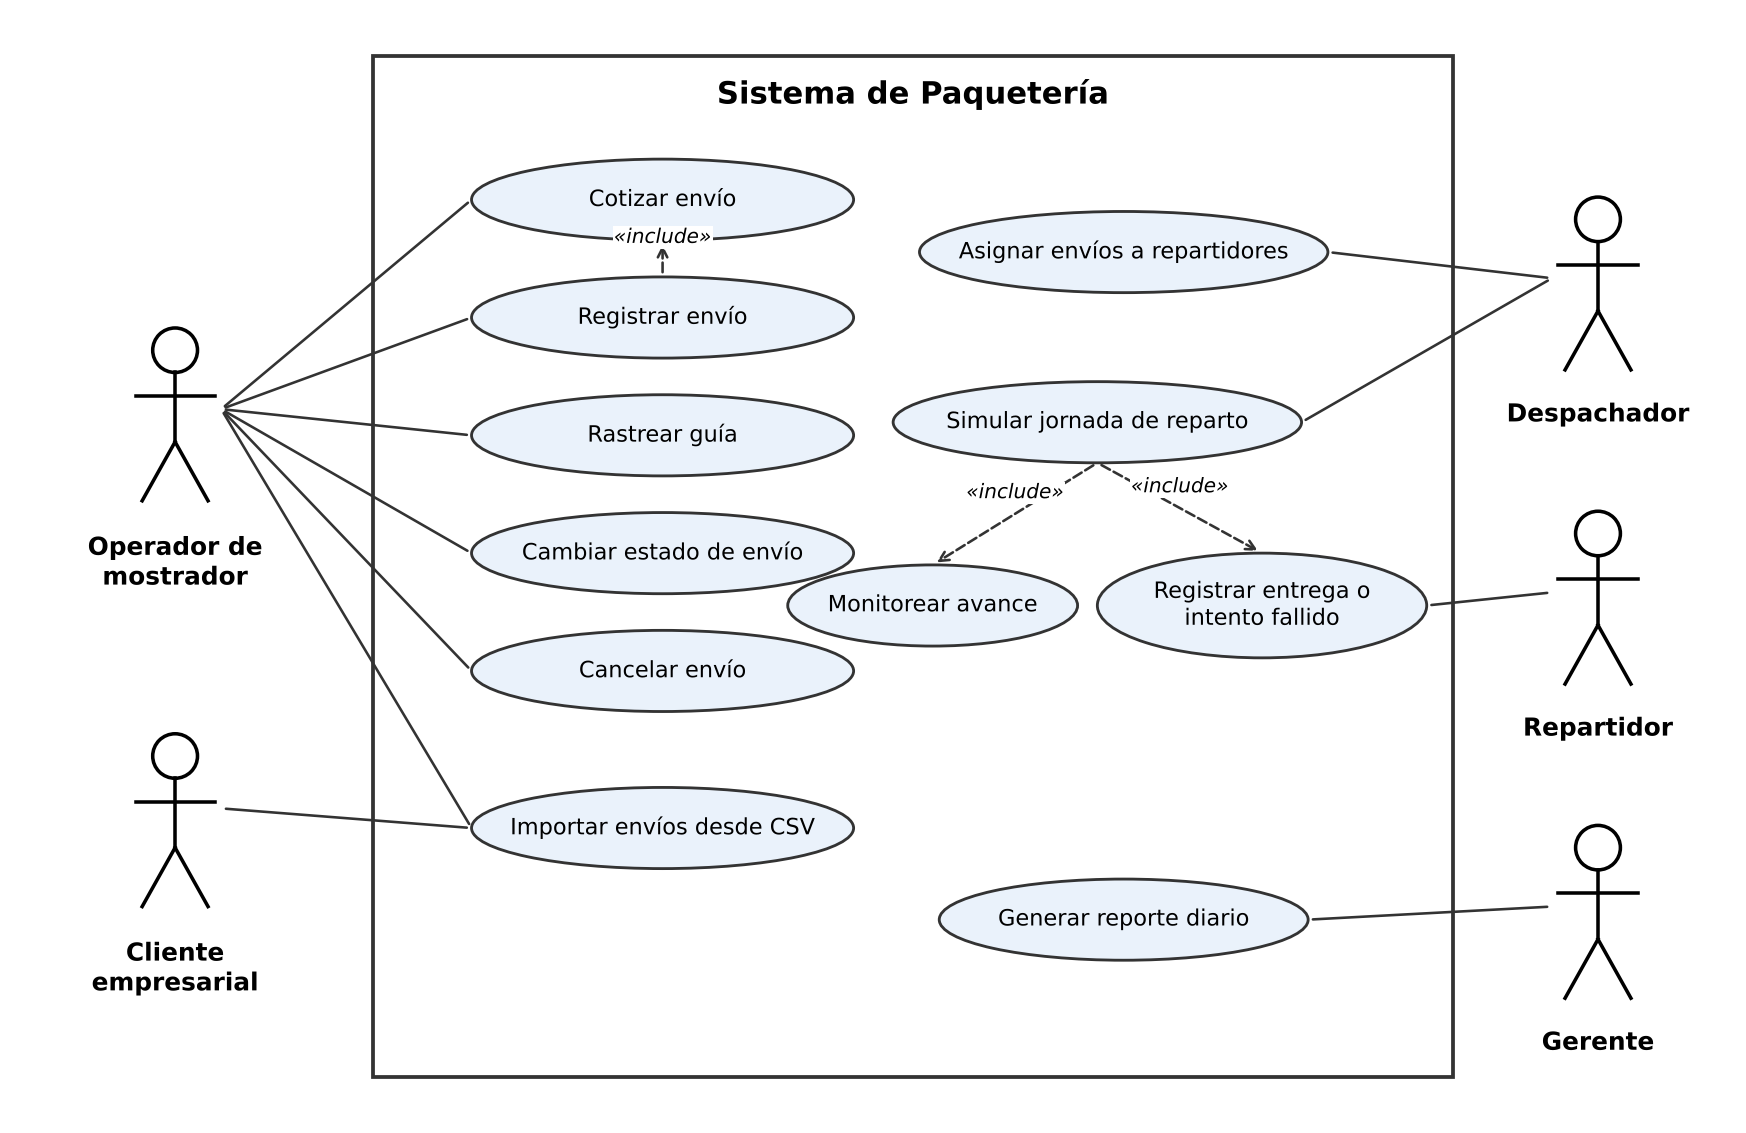 Sistema de Paquetería
Cotizar envío
«include»
Registrar envío
Rastrear guía
Cambiar estado de envío
Cancelar envío
Importar envíos desde CSV
Asignar envíos a repartidores
Simular jornada de reparto
«include»
«include»
Monitorear avance
Registrar entrega o
intento fallido
Generar reporte diario
Operador de
mostrador
Cliente
empresarial
Despachador
Repartidor
Gerente